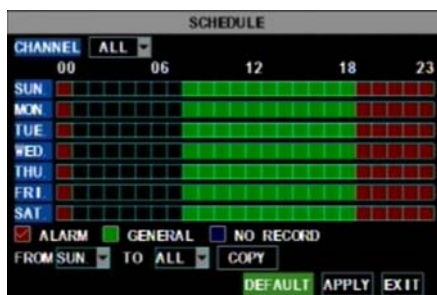 SCHEDULE
CHANNEL ALL
00 06 12 18 23
SUN.
MON.
TUE.
WED.
THU.
FRI.
SAT.
ALARM GENERAL NO RECORD
FROM SUN. TO ALL COPY
DEFAULT APPLY EXIT